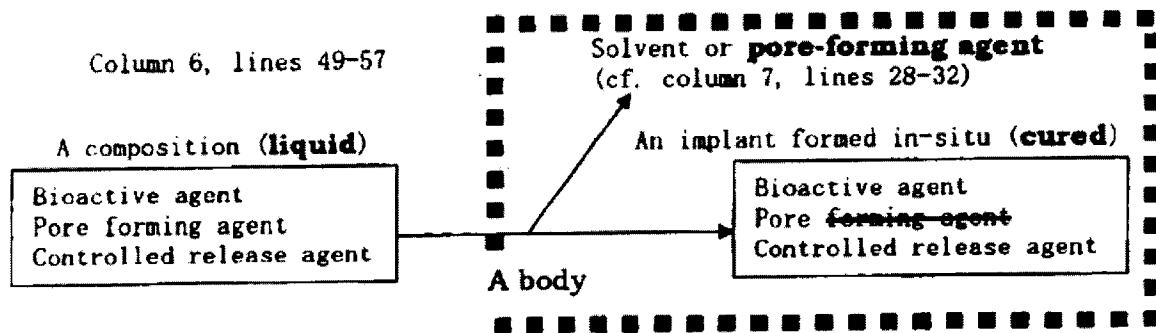 Column 6, lines 49-57
Solvent or pore-forming agent
(cf. column 7, lines 28-32)
A composition (liquid)
An implant formed in-situ (cured)
Bioactive agent
Pore forming agent
Controlled release agent
Bioactive agent
Pore forming agent
Controlled release agent
A body